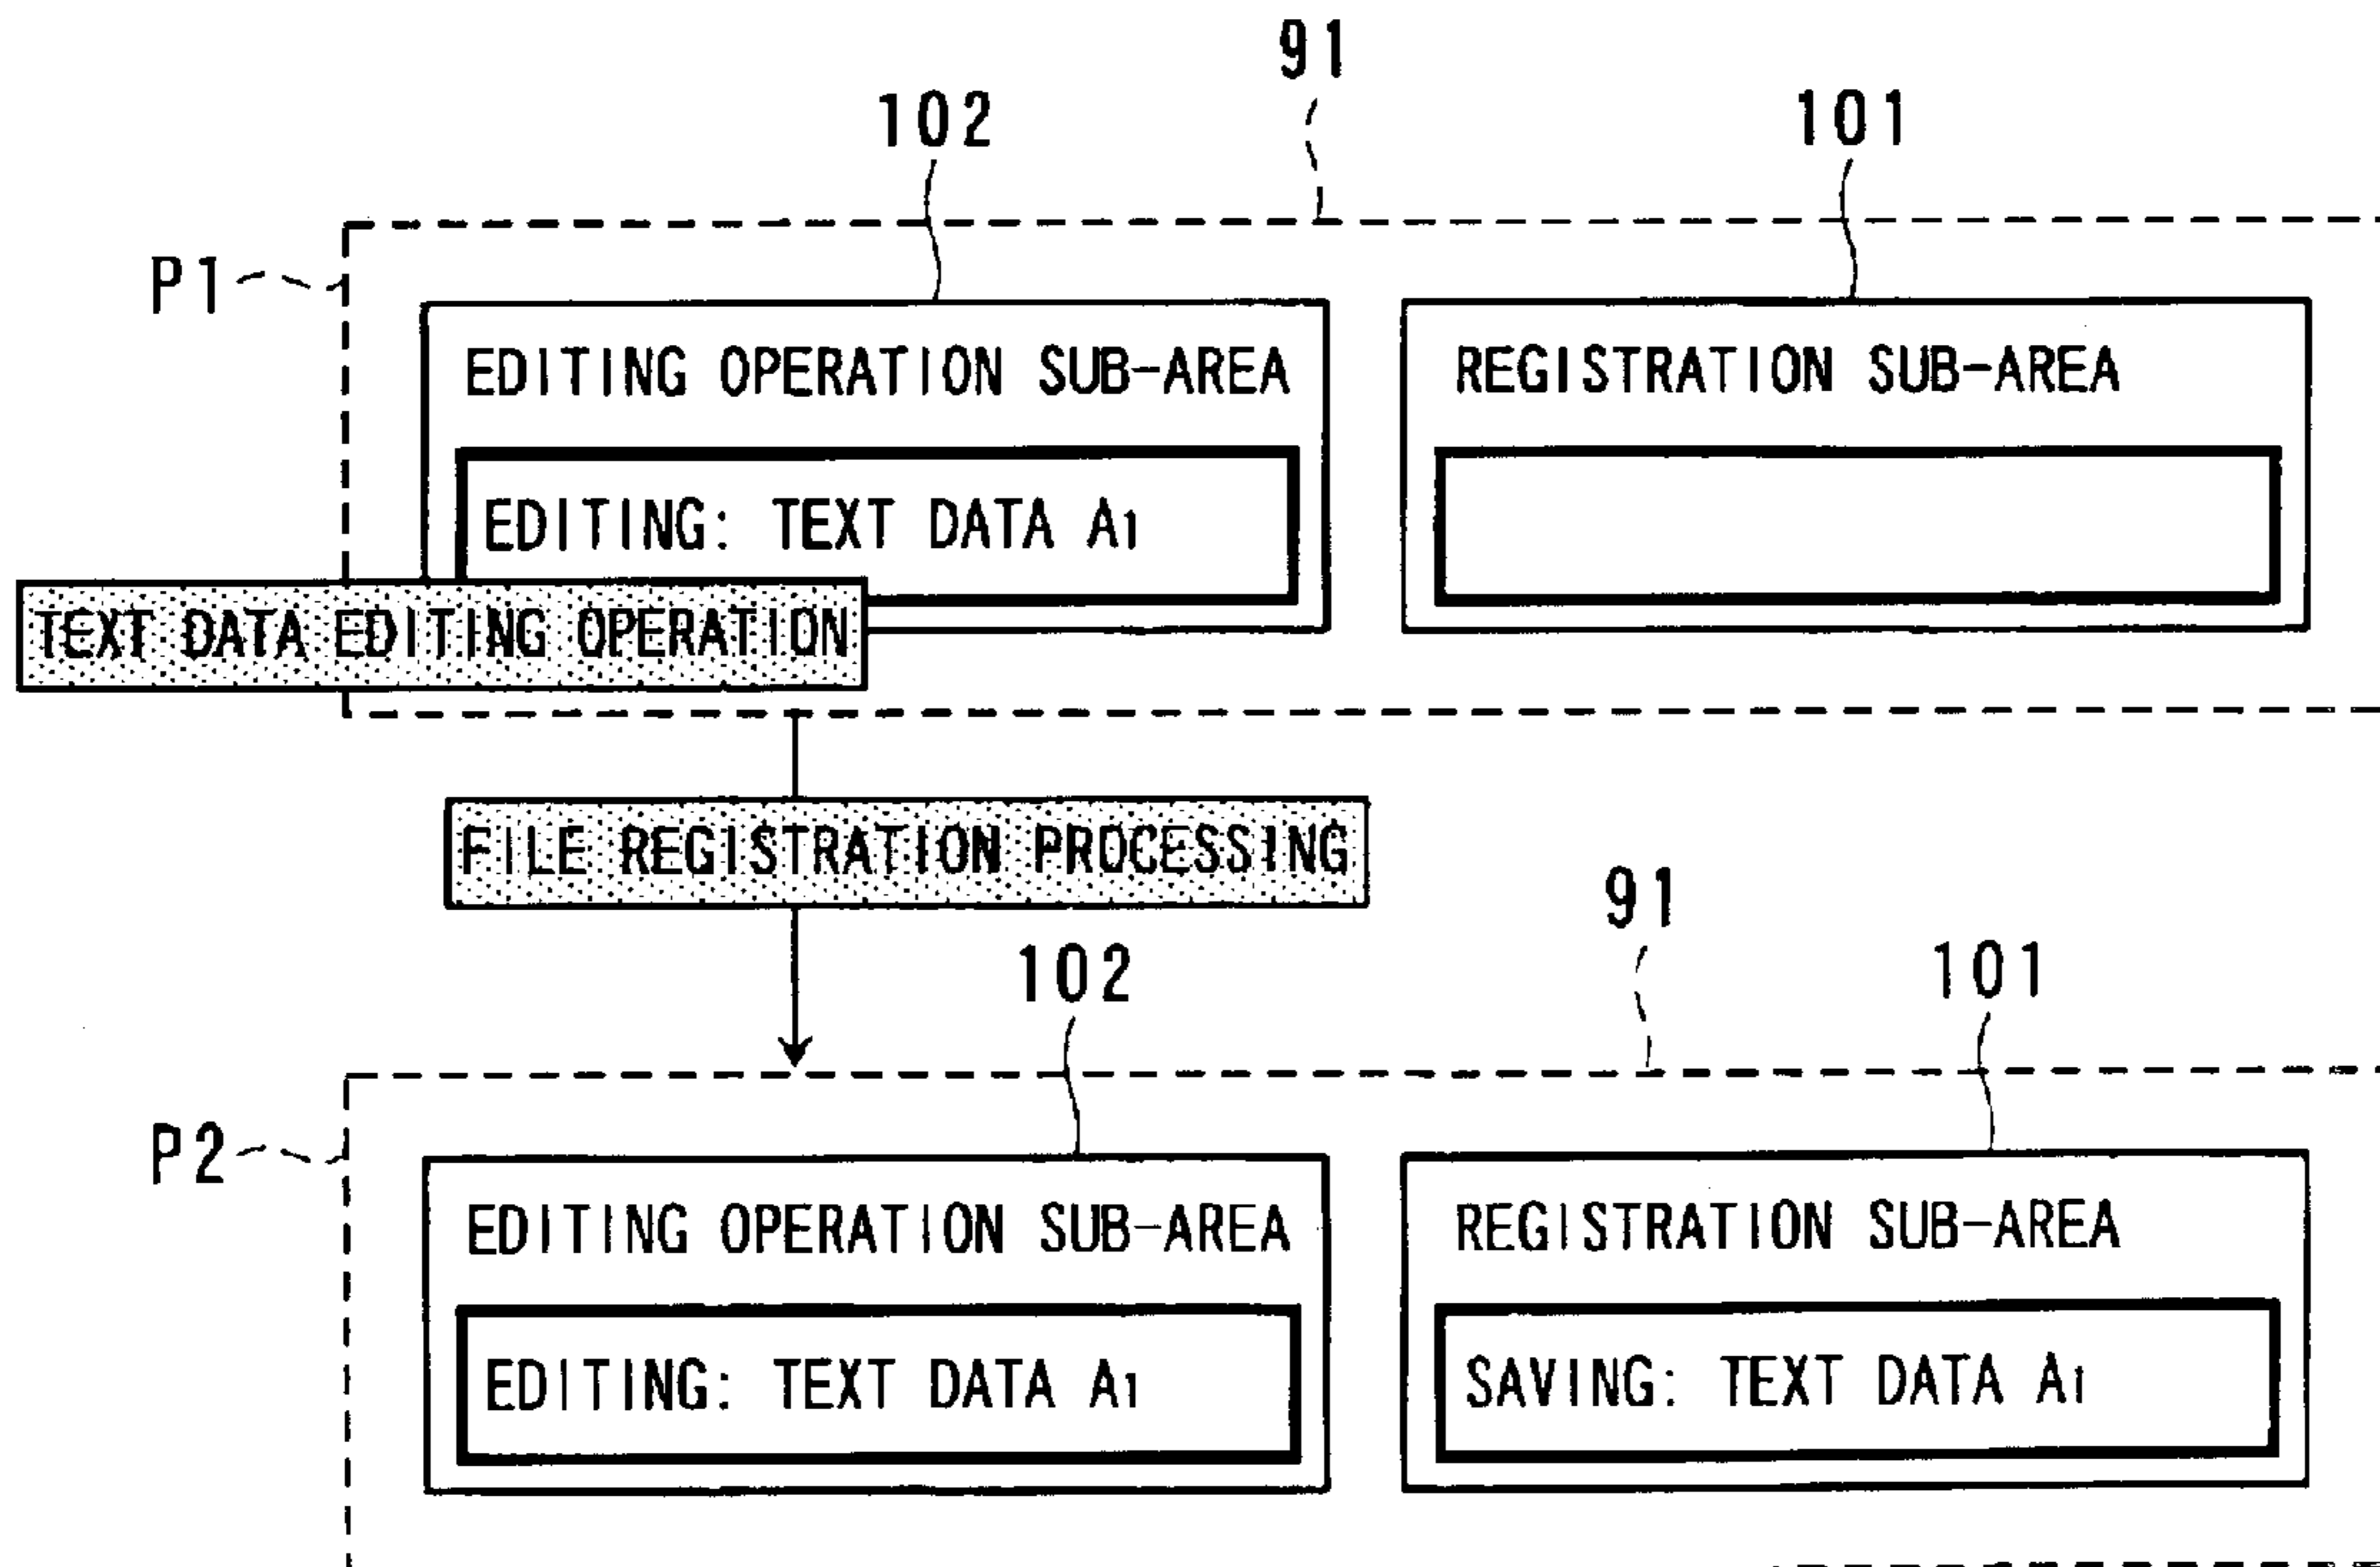 91
102
101
P1
EDITING OPERATION SUB-AREA
REGISTRATION SUB-AREA
EDITING: TEXT DATA A1
TEXT DATA EDITING OPERATION
FILE REGISTRATION PROCESSING
91
102
101
P2
EDITING OPERATION SUB-AREA
REGISTRATION SUB-AREA
EDITING: TEXT DATA A1
SAVING: TEXT DATA A1